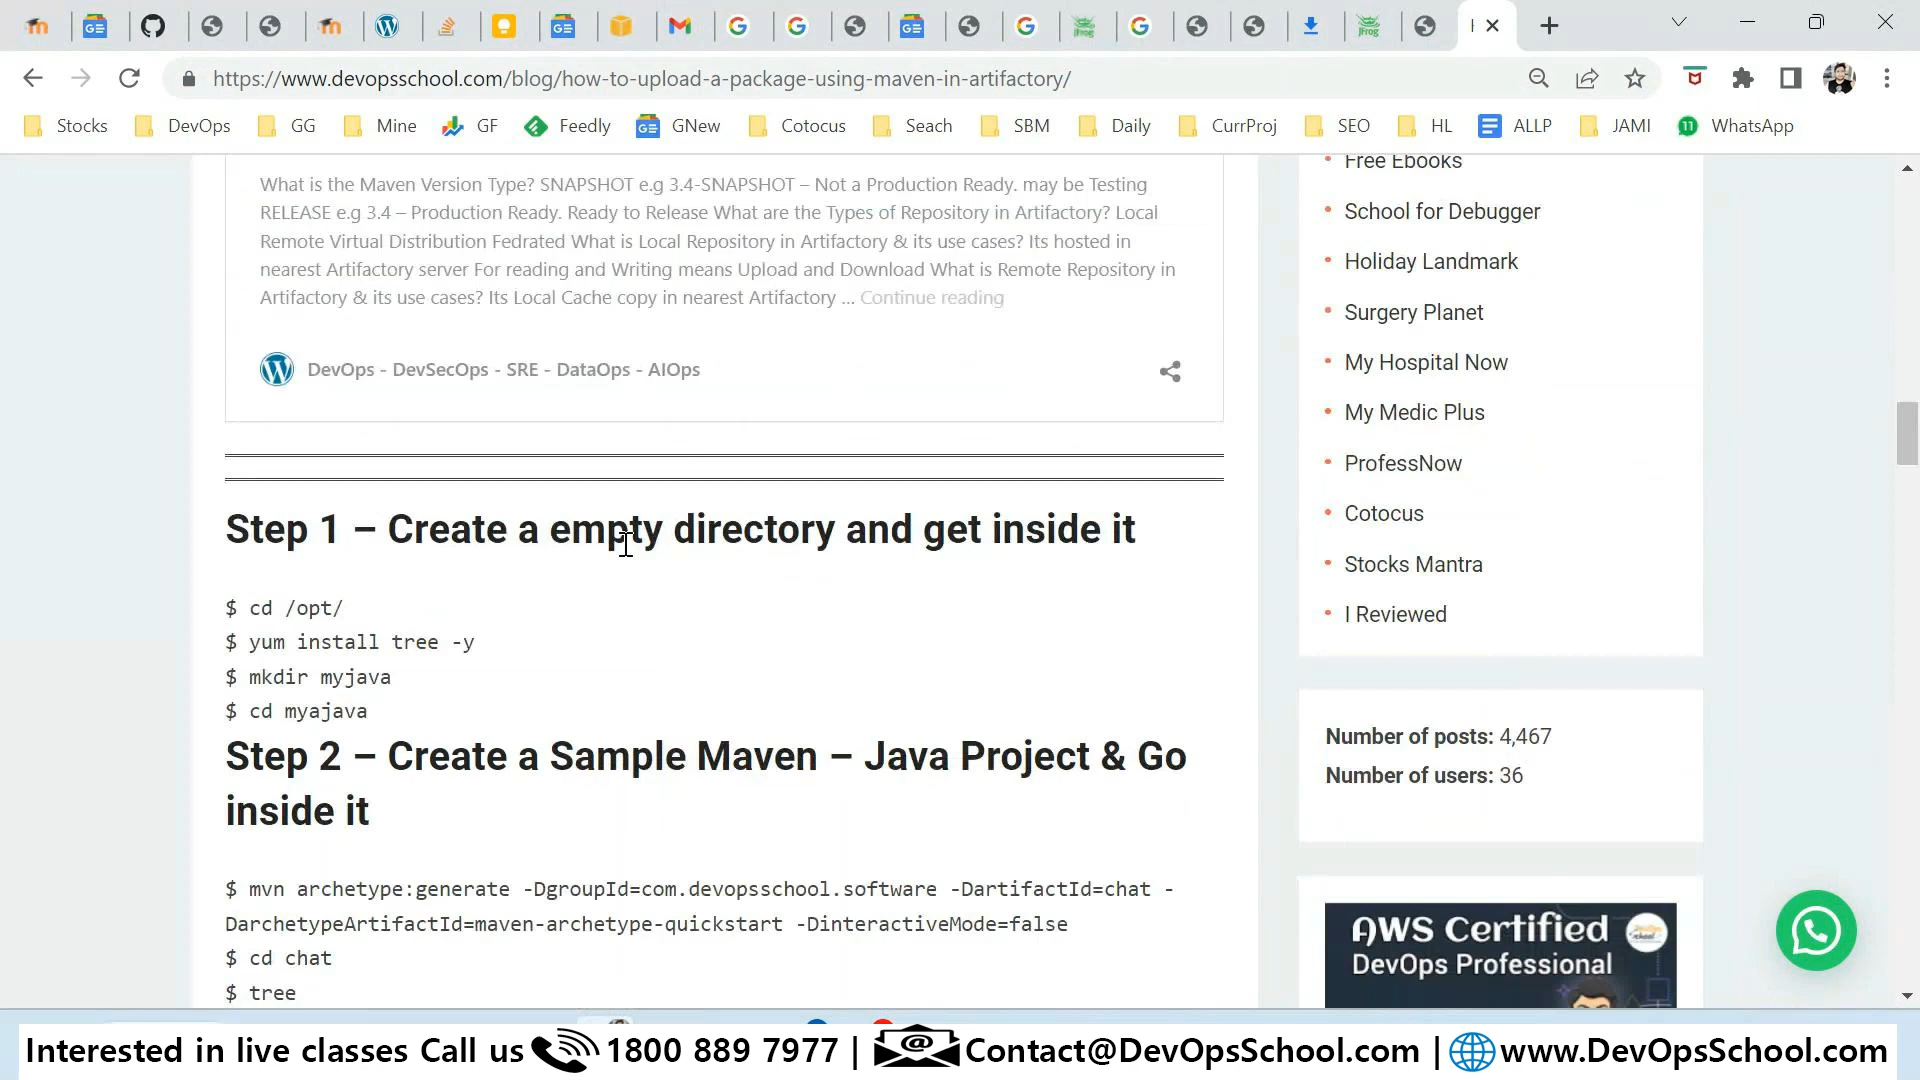 https://www.devopsschool.com/blog/how-to-upload-a-package-using-maven-in-artifactory/
Stocks DevOps GG Mine GF Feedly GNew Cotocus Seach SBM Daily CurrProj SEO HL ALLP JAMI WhatsApp
What is the Maven Version Type? SNAPSHOT e.g 3.4-SNAPSHOT – Not a Production Ready. may be Testing
RELEASE e.g 3.4 – Production Ready. Ready to Release What are the Types of Repository in Artifactory? Local
Remote Virtual Distribution Fedrated What is Local Repository in Artifactory & its use cases? Its hosted in
nearest Artifactory server For reading and Writing means Upload and Download What is Remote Repository in
Artifactory & its use cases? Its Local Cache copy in nearest Artifactory ... Continue reading
DevOps - DevSecOps - SRE - DataOps - AIOps
Step 1 – Create a empty directory and get inside it
$ cd /opt/
$ yum install tree -y
$ mkdir myjava
$ cd myajava
Step 2 – Create a Sample Maven – Java Project & Go
inside it
$ mvn archetype:generate -DgroupId=com.devopsschool.software -DartifactId=chat -
DarchetypeArtifactId=maven-archetype-quickstart -DinteractiveMode=false
$ cd chat
$ tree
Free Ebooks
School for Debugger
Holiday Landmark
Surgery Planet
My Hospital Now
My Medic Plus
ProfessNow
Cotocus
Stocks Mantra
I Reviewed
Number of posts: 4,467
Number of users: 36
AWS Certified
DevOps Professional
Interested in live classes Call us 1800 889 7977 | Contact@DevOpsSchool.com | www.DevOpsSchool.com